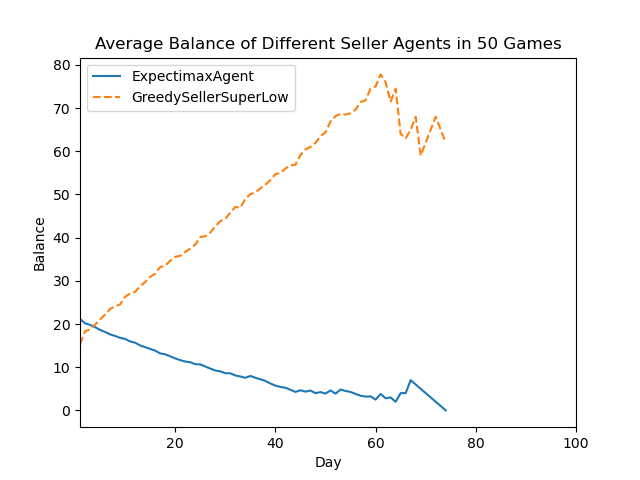 Average Balance of Different Seller Agents in 50 Games
ExpectimaxAgent
GreedySellerSuperLow
80
70
60
50
40
30
20
10
0
Balance
20 40 60 80 100
Day